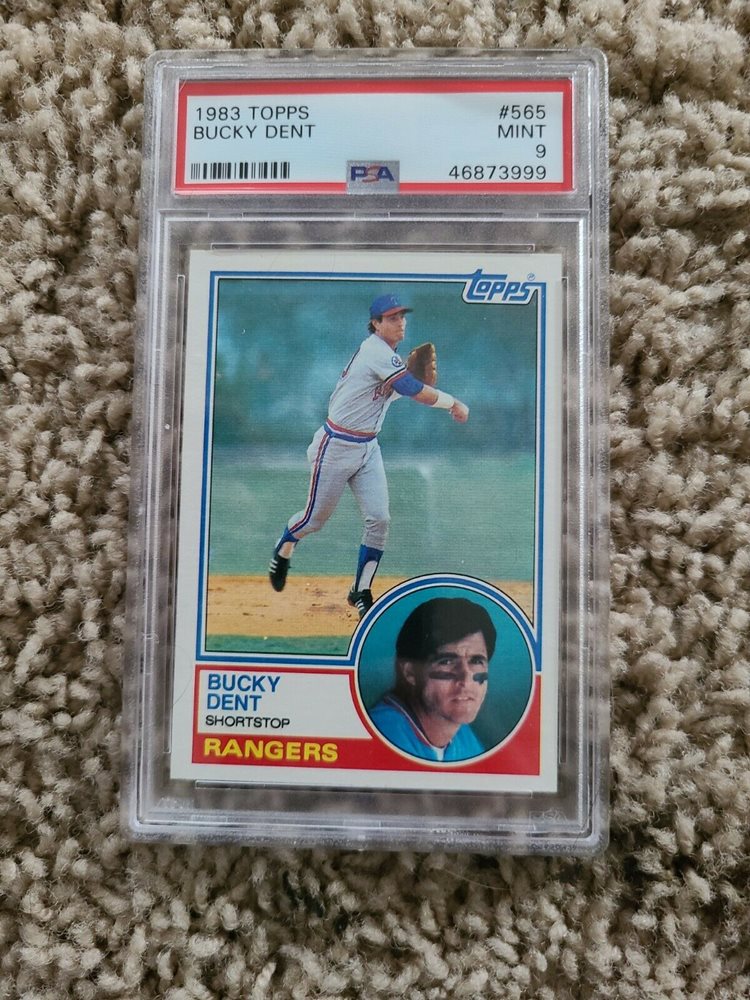 1983 TOPPS #565
BUCKY DENT MINT
9
PSA 46873999
TOPPS
BUCKY
DENT
SHORTSTOP
RANGERS